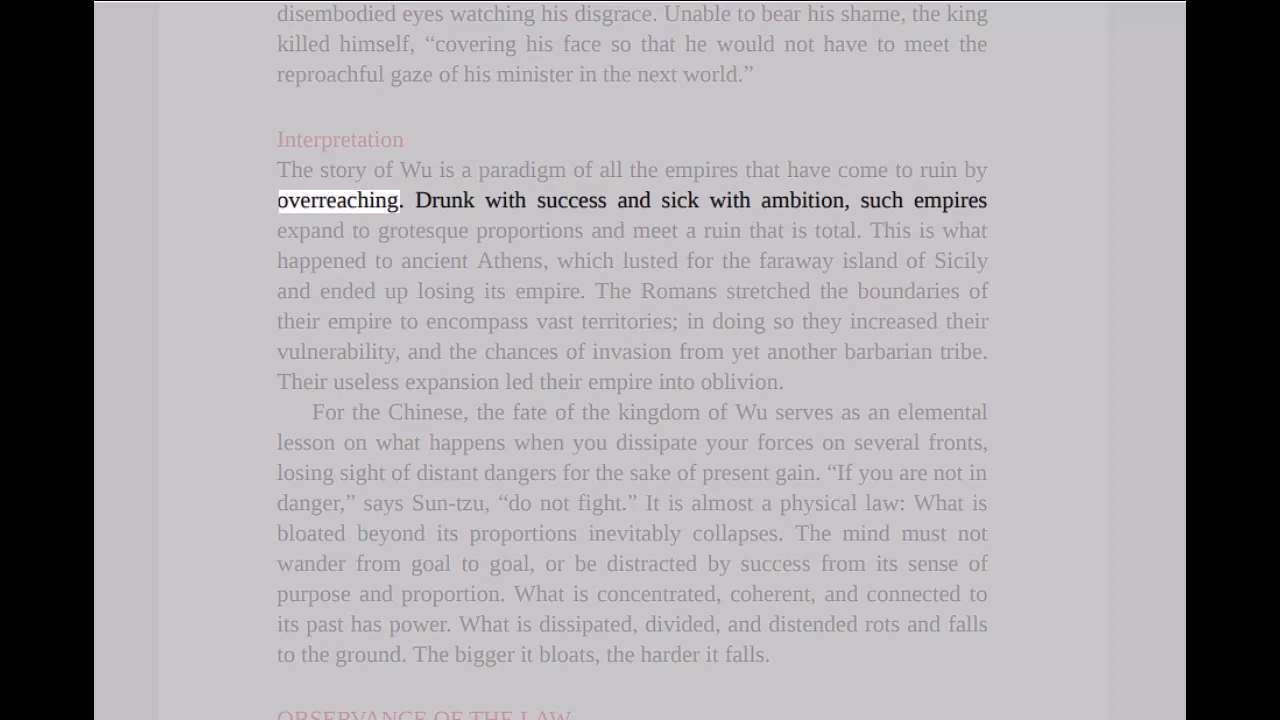 disembodied eyes watching his disgrace. Unable to bear his shame, the king
killed himself, “covering his face so that he would not have to meet the
reproachful gaze of his minister in the next world.”
Interpretation
The story of Wu is a paradigm of all the empires that have come to ruin by
overreaching. Drunk with success and sick with ambition, such empires
expand to grotesque proportions and meet a ruin that is total. This is what
happened to ancient Athens, which lusted for the faraway island of Sicily
and ended up losing its empire. The Romans stretched the boundaries of
their empire to encompass vast territories; in doing so they increased their
vulnerability, and the chances of invasion from yet another barbarian tribe.
Their useless expansion led their empire into oblivion.
For the Chinese, the fate of the kingdom of Wu serves as an elemental
lesson on what happens when you dissipate your forces on several fronts,
losing sight of distant dangers for the sake of present gain. “If you are not in
danger,” says Sun-tzu, “do not fight.” It is almost a physical law: What is
bloated beyond its proportions inevitably collapses. The mind must not
wander from goal to goal, or be distracted by success from its sense of
purpose and proportion. What is concentrated, coherent, and connected to
its past has power. What is dissipated, divided, and distended rots and falls
to the ground. The bigger it bloats, the harder it falls.
OBSERVANCE OF THE LAW